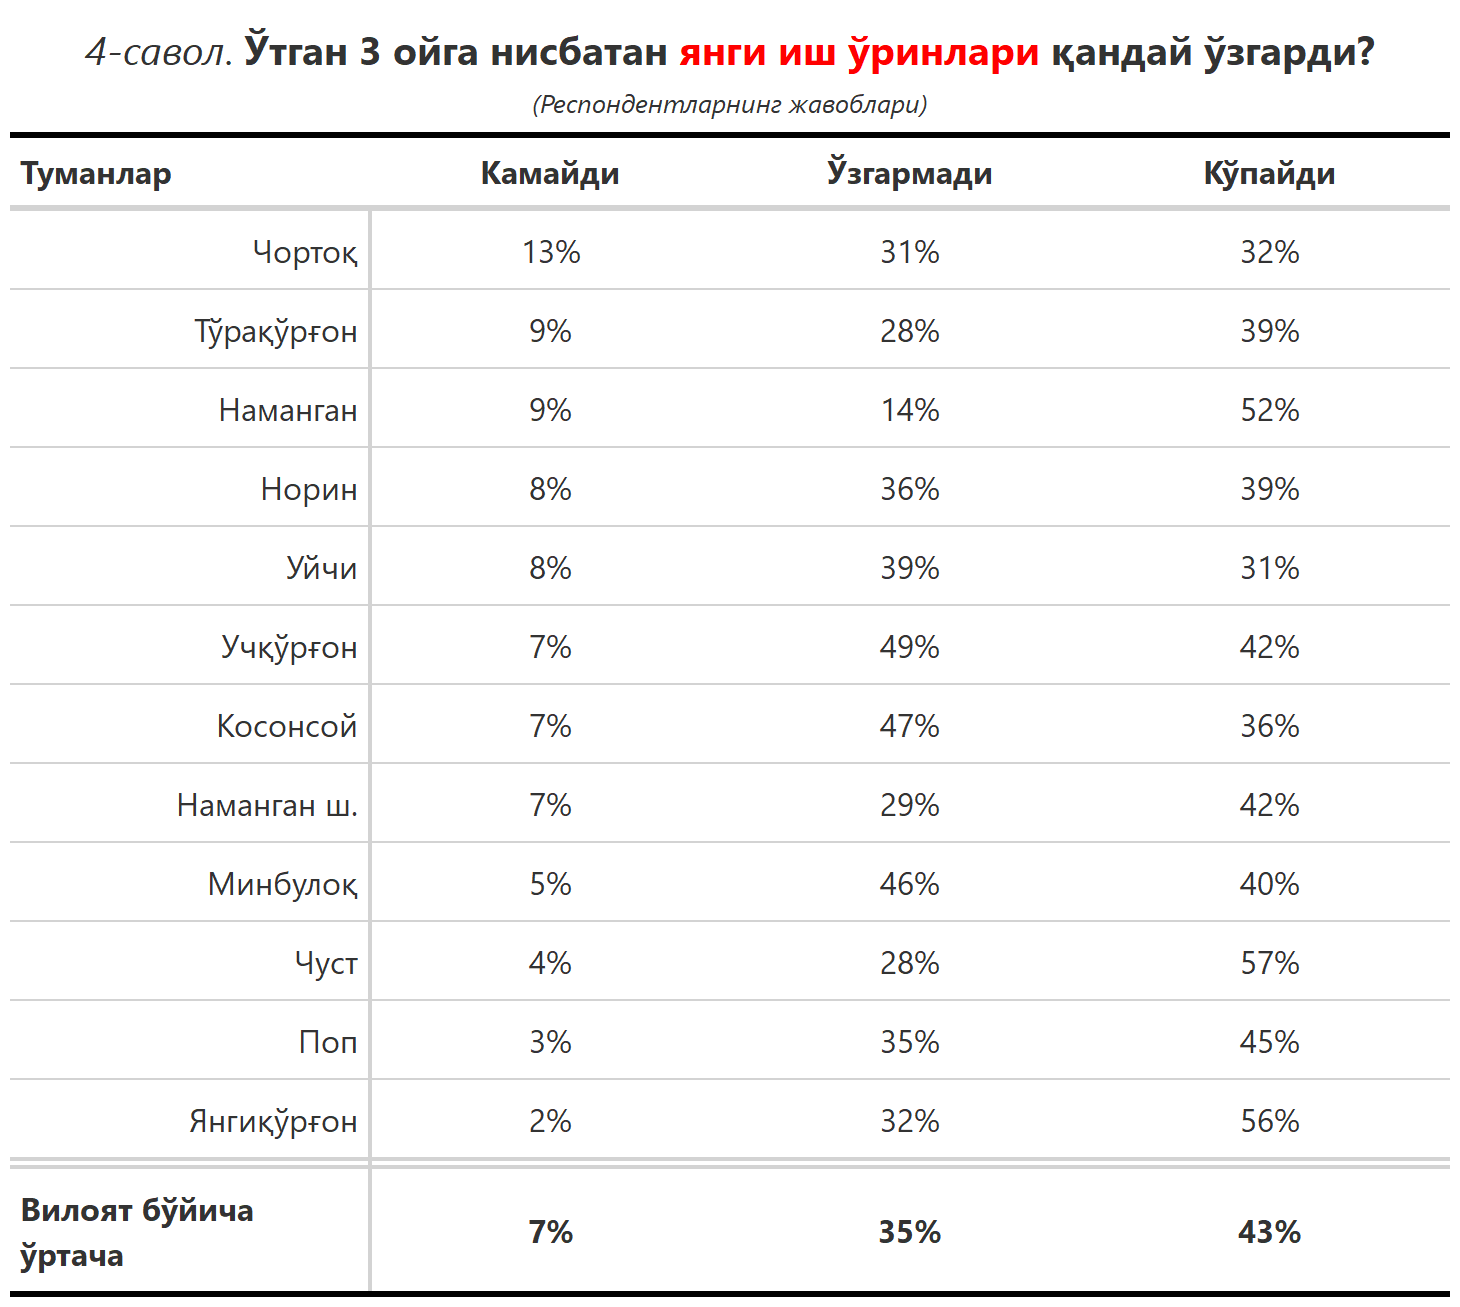 4-савол. Ўтган 3 ойга нисбатан янги иш ўринлари қандай ўзгарди?
(Респондентларнинг жавоблари)
Туманлар Камайди Ўзгармади Кўпайди
Чортоқ 13% 31% 32%
Тўрақўрғон 9% 28% 39%
Наманган 9% 14% 52%
Норин 8% 36% 39%
Уйчи 8% 39% 31%
Учқўрғон 7% 49% 42%
Косонсой 7% 47% 36%
Наманган ш. 7% 29% 42%
Минбулоқ 5% 46% 40%
Чуст 4% 28% 57%
Поп 3% 35% 45%
Янгиқўрғон 2% 32% 56%
Вилоят бўйича
ўртача 7% 35% 43%